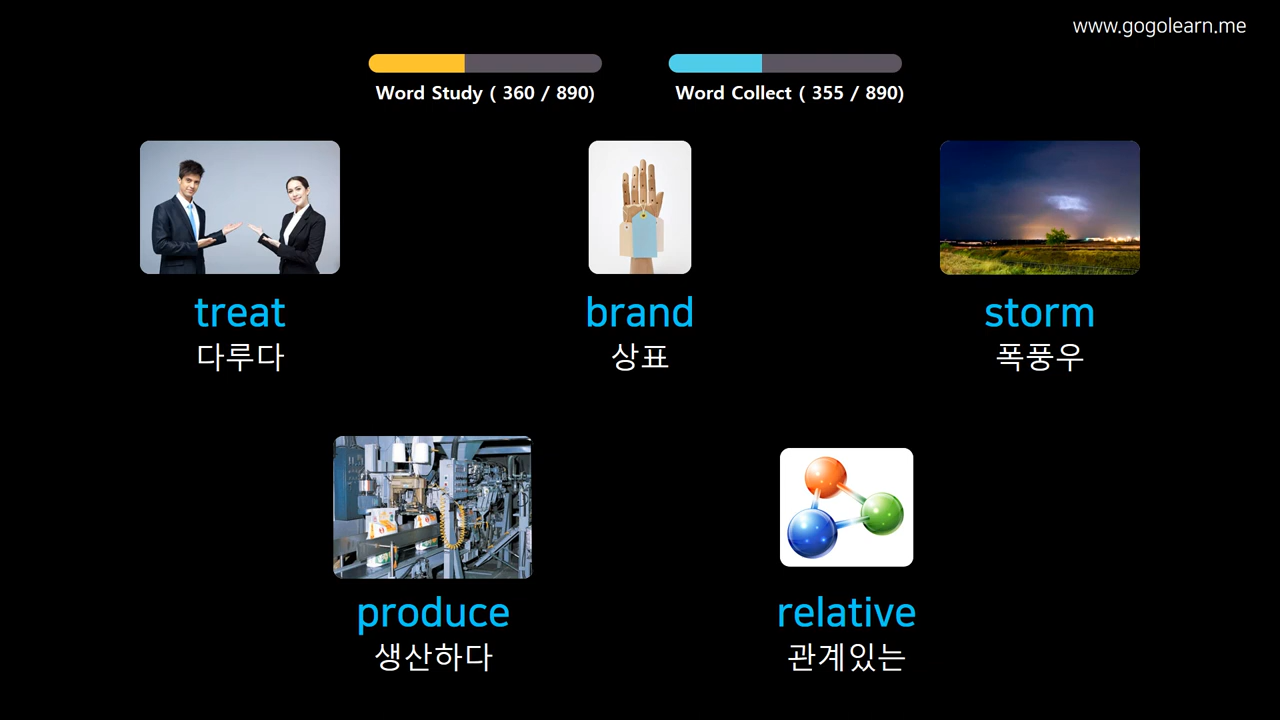 www.gogolearn.me
Word Study ( 360 / 890)
Word Collect ( 355 / 890)
treat
다루다
brand
상표
storm
폭풍우
produce
생산하다
relative
관계있는